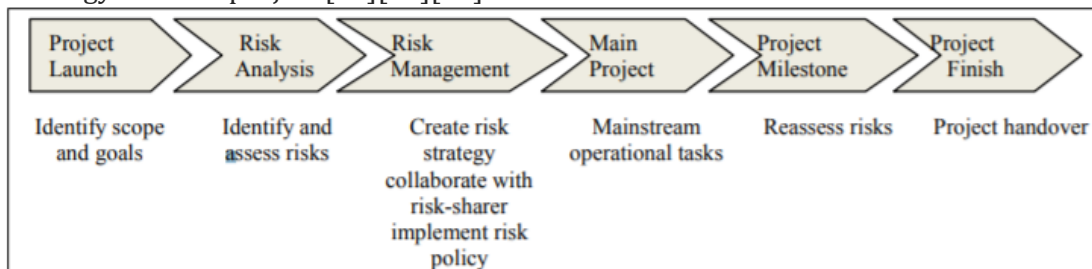 Project
Launch
Risk
Analysis
Risk
Management
Main
Project
Project
Milestone
Project
Finish
Identify scope
and goals
Identify and
assess risks
Create risk
strategy
collaborate with
risk-sharer
implement risk
policy
Mainstream
operational tasks
Reassess risks
Project handover